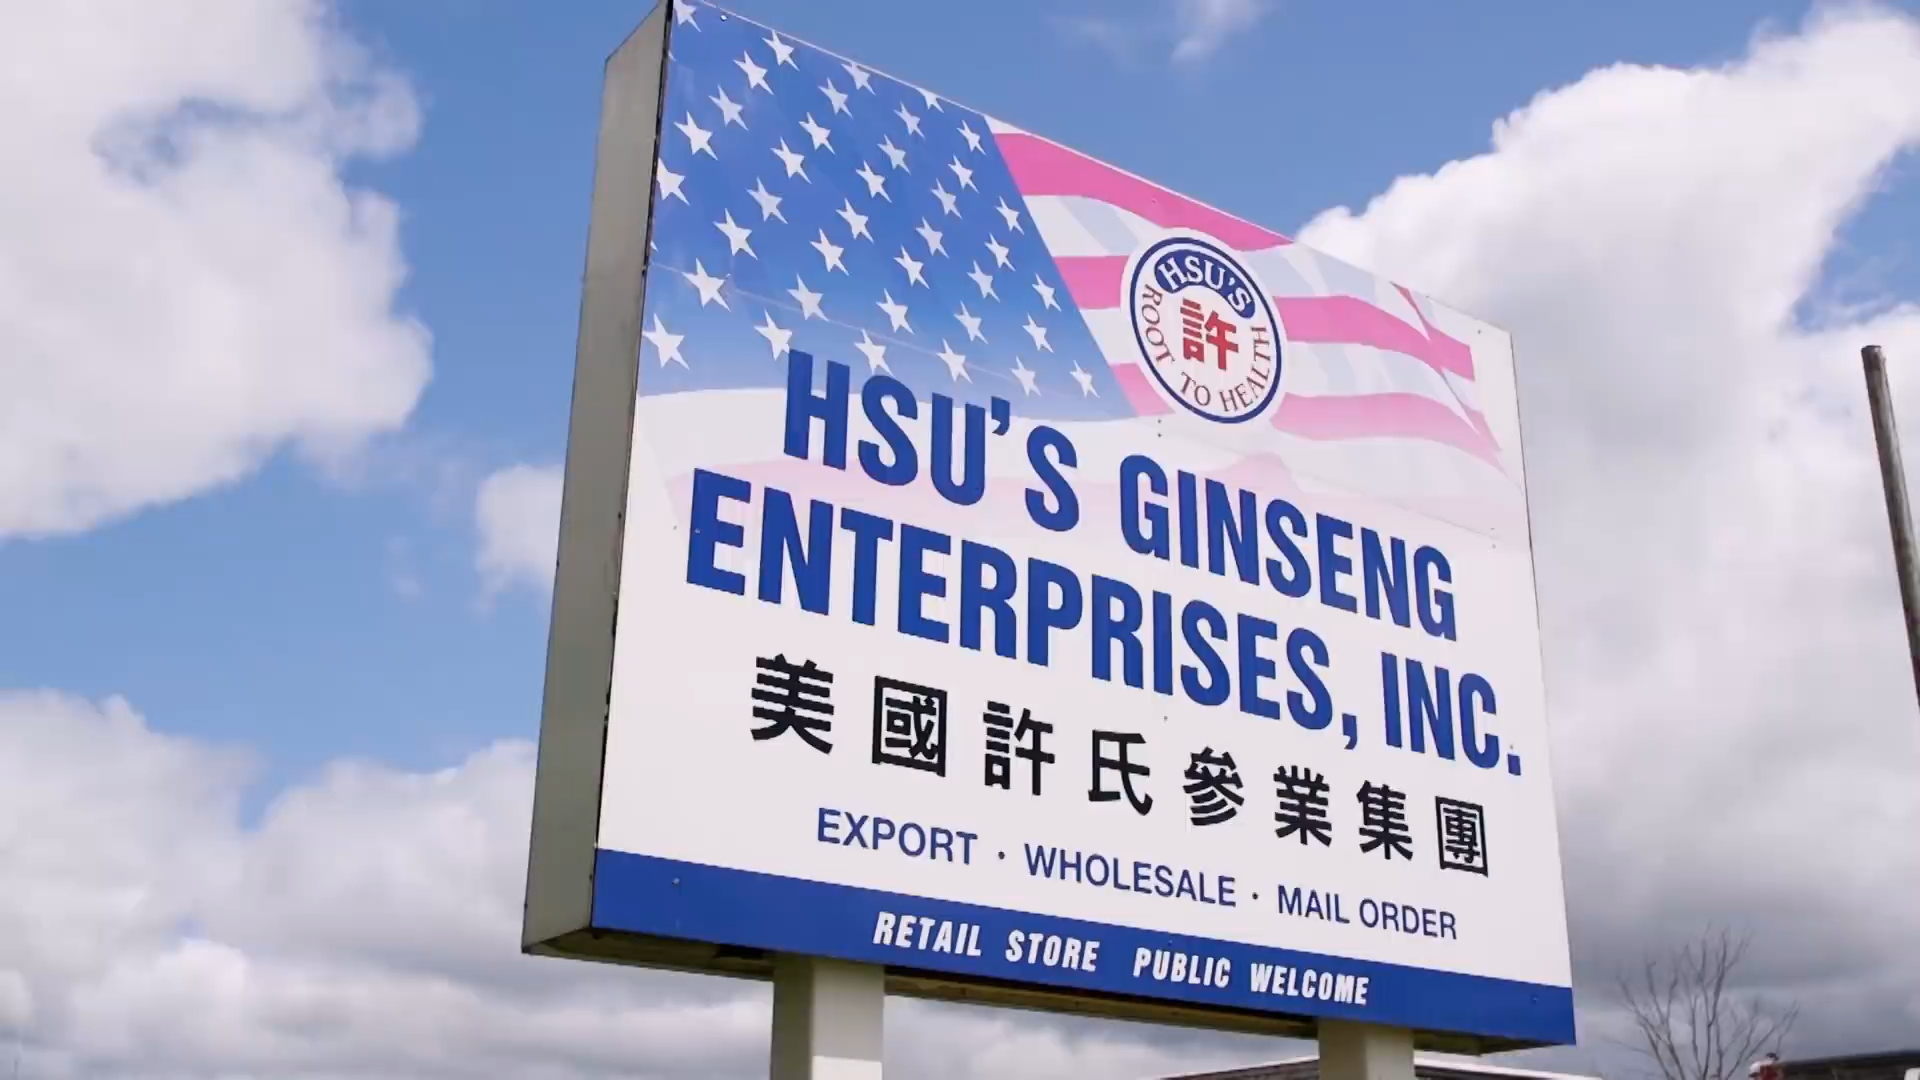 HSU'S
許
ROOT TO HEALTH
HSU'S GINSENG
ENTERPRISES, INC.
美國許氏參業集團
EXPORT · WHOLESALE · MAIL ORDER
RETAIL STORE PUBLIC WELCOME